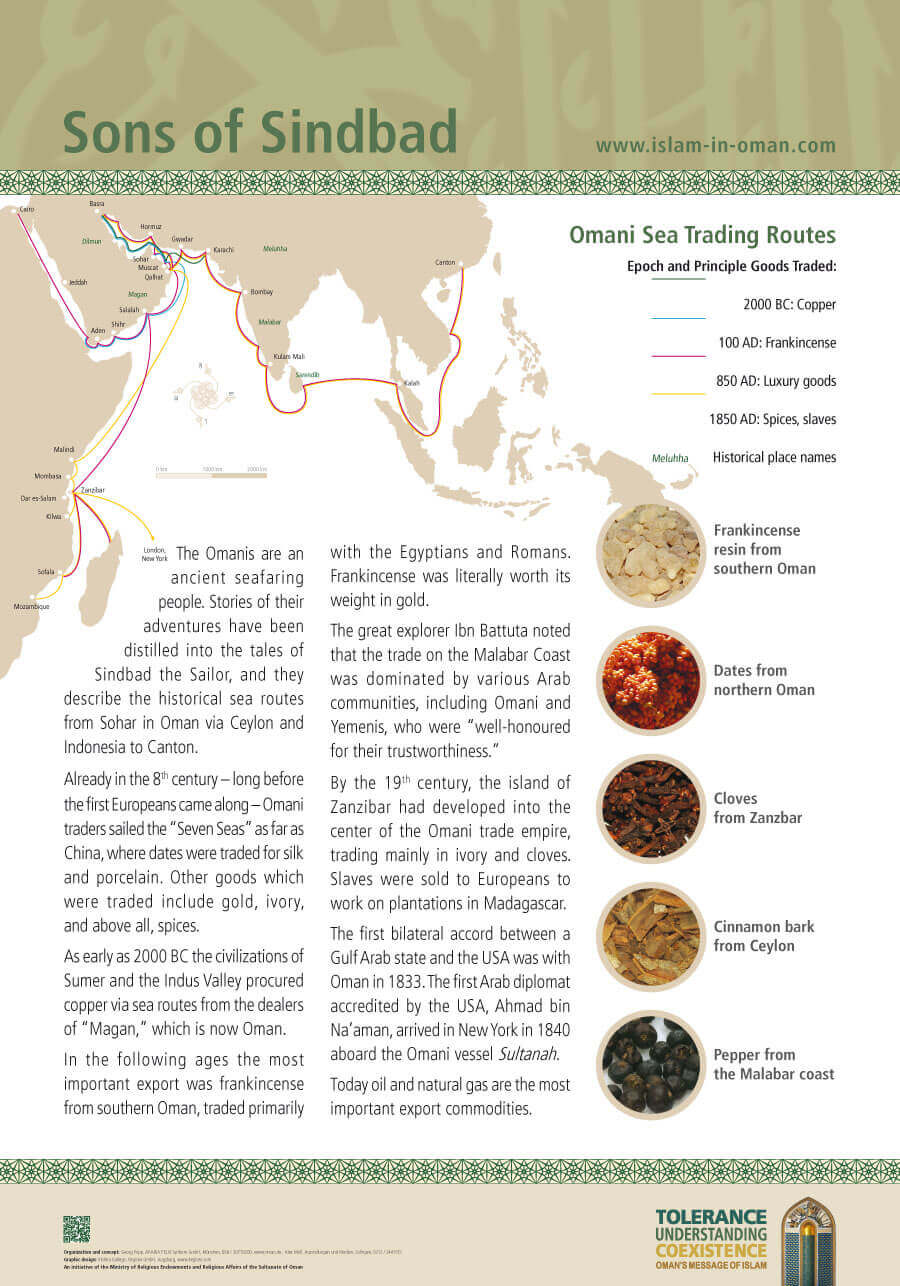 Sons of Sindbad
www.islam-in-oman.com
Cairo
Basra
Hormuz
Dilmun
Gwadar
Karachi
Meluhha
Canton
Sohar
Muscat
Qalhat
Jeddah
Magan
Bombay
Salalah
Shihr
Aden
Malabar
Kulam Mali
Sarendib
Kalah
Malindi
Mombasa
Zanzibar
Dar es-Salam
Kilwa
Sofala
Mozambique
London,
New York
0 km
1000 km
2000 km
Omani Sea Trading Routes
Epoch and Principle Goods Traded:
2000 BC: Copper
100 AD: Frankincense
850 AD: Luxury goods
1850 AD: Spices, slaves
Meluhha Historical place names
The Omanis are an
ancient seafaring
people. Stories of their
adventures have been
distilled into the tales of
Sindbad the Sailor, and they
describe the historical sea routes
from Sohar in Oman via Ceylon and
Indonesia to Canton.
Already in the 8th century – long before
the first Europeans came along – Omani
traders sailed the “Seven Seas” as far as
China, where dates were traded for silk
and porcelain. Other goods which
were traded include gold, ivory,
and above all, spices.
As early as 2000 BC the civilizations of
Sumer and the Indus Valley procured
copper via sea routes from the dealers
of “Magan,” which is now Oman.
In the following ages the most
important export was frankincense
from southern Oman, traded primarily
with the Egyptians and Romans.
Frankincense was literally worth its
weight in gold.
The great explorer Ibn Battuta noted
that the trade on the Malabar Coast
was dominated by various Arab
communities, including Omani and
Yemenis, who were “well-honoured
for their trustworthiness.”
By the 19th century, the island of
Zanzibar had developed into the
center of the Omani trade empire,
trading mainly in ivory and cloves.
Slaves were sold to Europeans to
work on plantations in Madagascar.
The first bilateral accord between a
Gulf Arab state and the USA was with
Oman in 1833. The first Arab diplomat
accredited by the USA, Ahmad bin
Na’aman, arrived in New York in 1840
aboard the Omani vessel Sultanah.
Today oil and natural gas are the most
important export commodities.
Frankincense
resin from
southern Oman
Dates from
northern Oman
Cloves
from Zanzbar
Cinnamon bark
from Ceylon
Pepper from
the Malabar coast
Organisation and concept: Georg Popp,
Graphic design:
An initiative of the Ministry of Religious Endowments and Religious Affairs of the Sultanate of Oman
TOLERANCE
UNDERSTANDING
COEXISTENCE
OMAN'S MESSAGE OF ISLAM